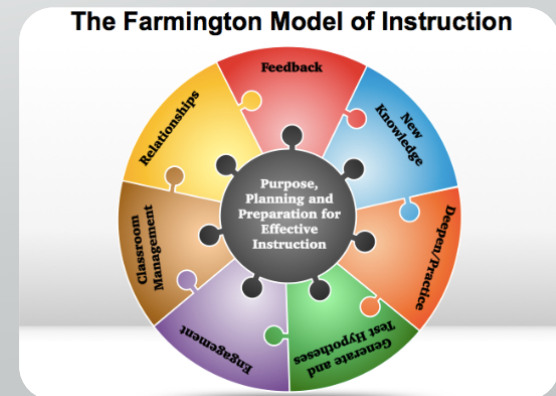 The Farmington Model of Instruction
Feedback
New
Knowledge
Deepen/Practice
Generate and
Test Hypotheses
Engagement
Classroom
Management
Relationships
Purpose,
Planning and
Preparation for
Effective
Instruction